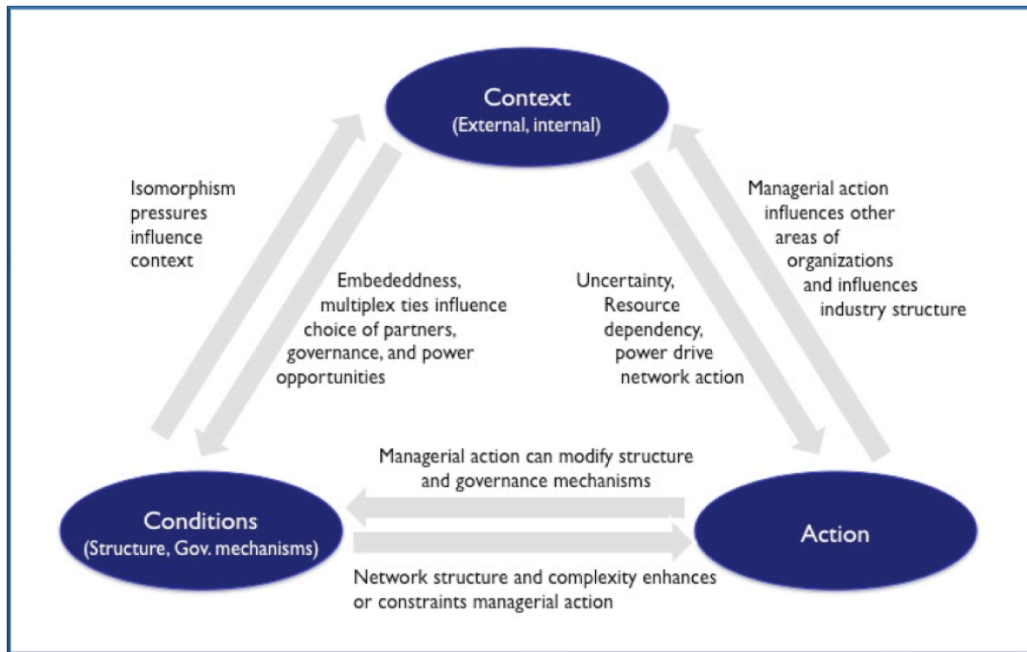 Context
(External, internal)
Isomorphism
pressures
influence
context
Managerial action
influences other
areas of
organizations
and influences
industry structure
Embededdness,
multiplex ties influence
choice of partners,
governance, and power
opportunities
Uncertainty,
Resource
dependency,
power drive
network action
Managerial action can modify structure
and governance mechanisms
Conditions
(Structure, Gov. mechanisms)
Action
Network structure and complexity enhances
or constraints managerial action